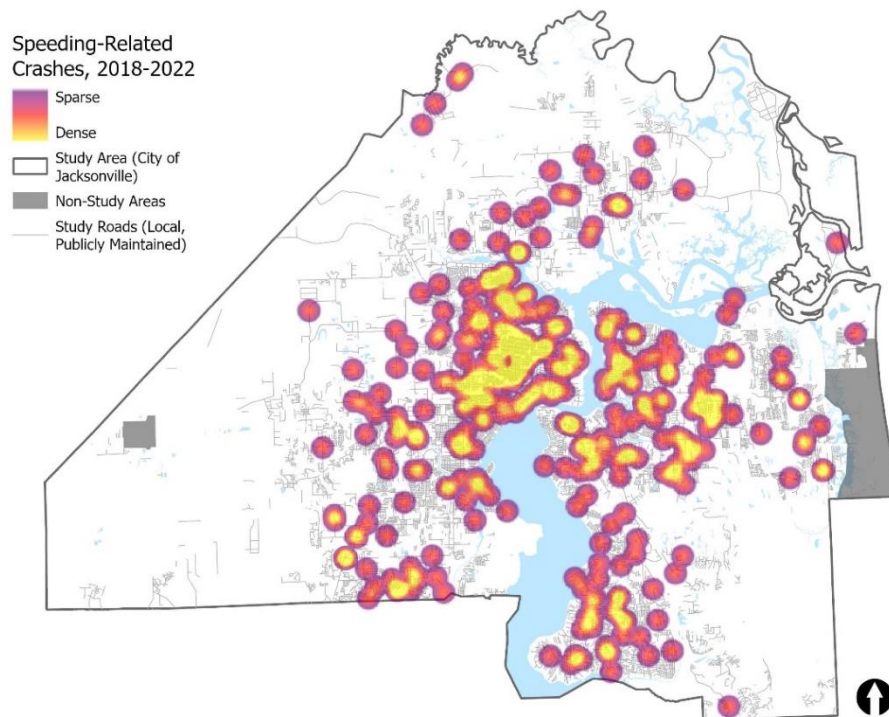 Speeding-Related
Crashes, 2018-2022
Sparse
Dense
Study Area (City of
Jacksonville)
Non-Study Areas
Study Roads (Local,
Publicly Maintained)